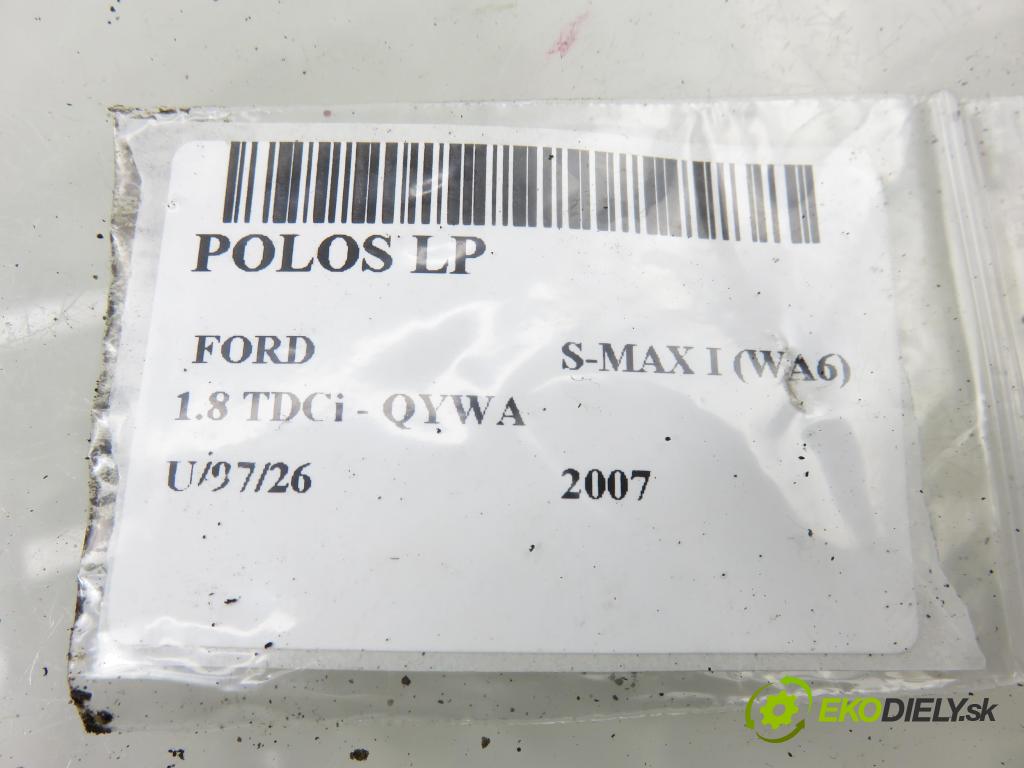 POLOS LP
FORD S-MAX I (WA6)
1.8 TDCi - QYWA
U/97/26 2007
EKODIELY.sk